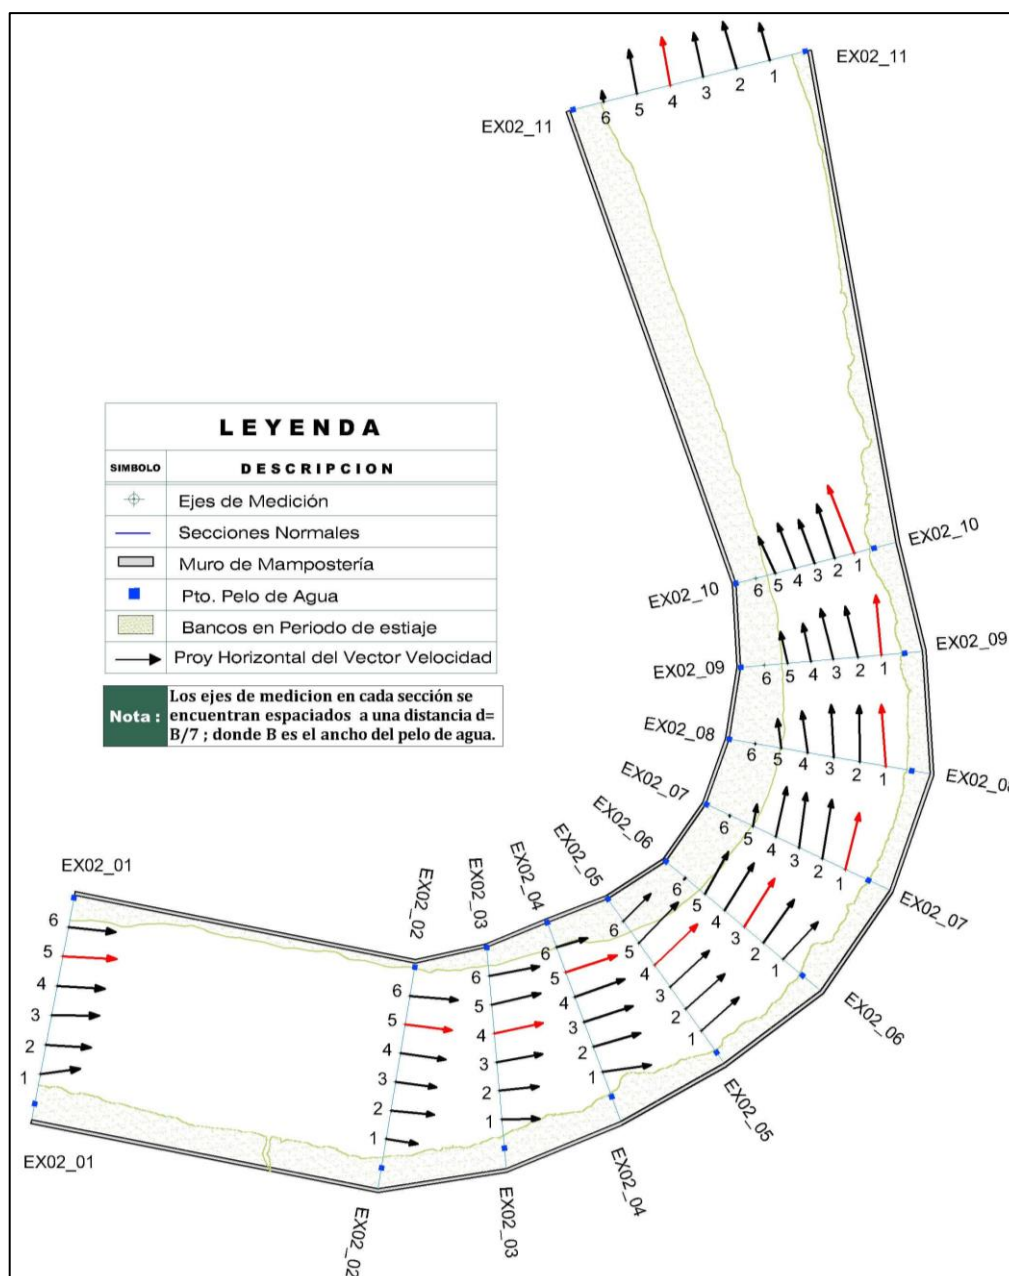 EX02_11
EX02_11
6 5 4 3 2 1
LEYENDA
SIMBOLO DESCRIPCION
Ejes de Medición
Secciones Normales
Muro de Mampostería
Pto. Pelo de Agua
Bancos en Periodo de estiaje
Proy Horizontal del Vector Velocidad
Nota : Los ejes de medicion en cada sección se
encuentran espaciados a una distancia d=
B/7 ; donde B es el ancho del pelo de agua.
EX02_10
EX02_10
6 5 4 3 2 1
EX02_09
EX02_09
6 5 4 3 2 1
EX02_08
EX02_08
6 5 4 3 2 1
EX02_07
EX02_07
6 5 4 3 2 1
EX02_06
EX02_06
6 5 4 3 2 1
EX02_05
EX02_05
6 5 4 3 2 1
EX02_04
EX02_04
6 5 4 3 2 1
EX02_03
EX02_03
6 5 4 3 2 1
EX02_02
EX02_02
6 5 4 3 2 1
EX02_01
EX02_01
6 5 4 3 2 1